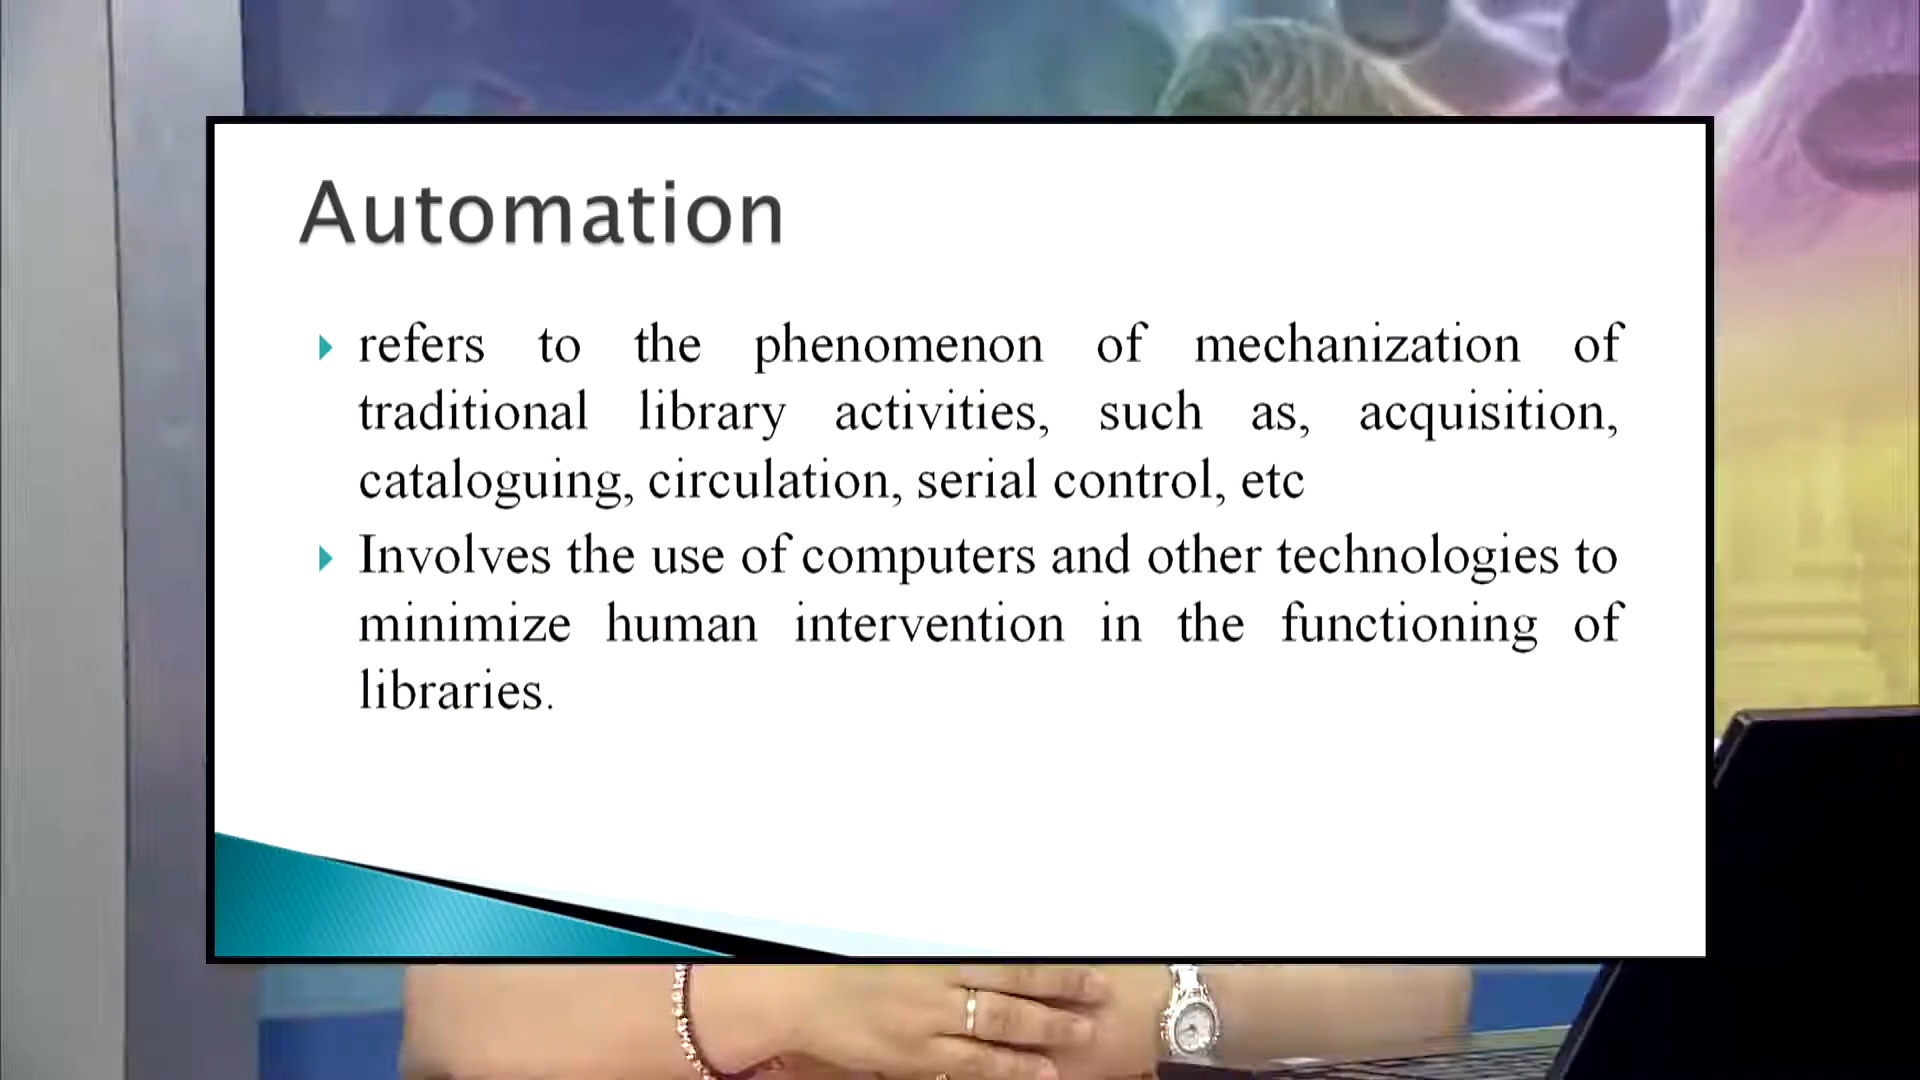 Automation
refers to the phenomenon of mechanization of
traditional library activities, such as, acquisition,
cataloguing, circulation, serial control, etc
Involves the use of computers and other technologies to
minimize human intervention in the functioning of
libraries.